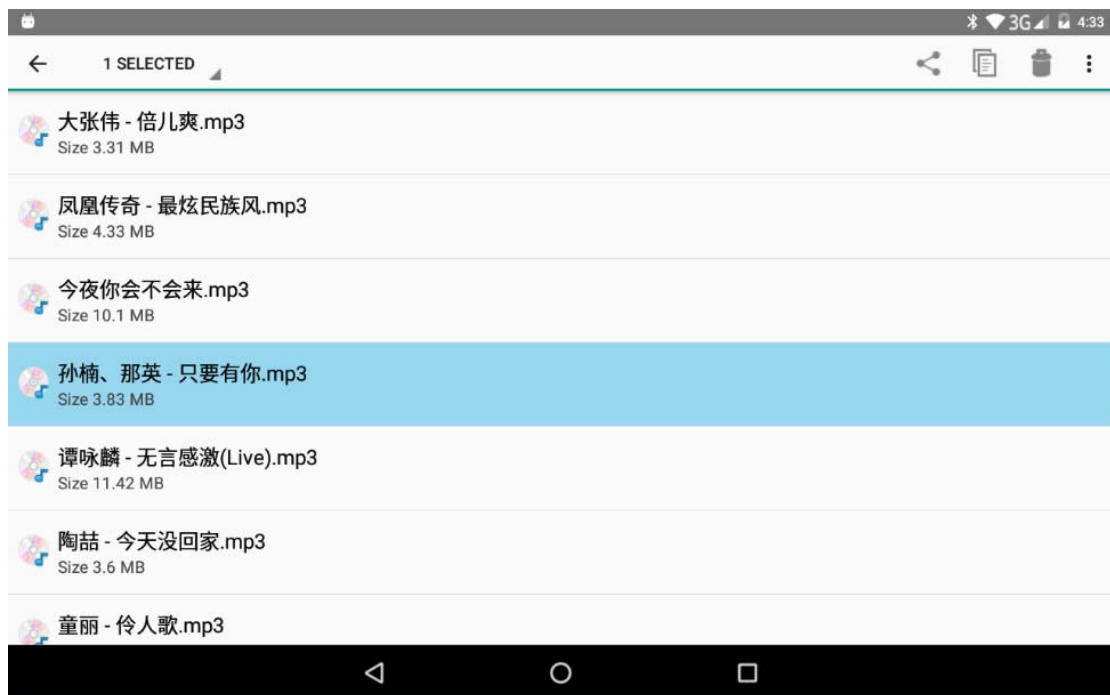 3G 4:33
1 SELECTED
大张伟 - 倍儿爽.mp3
Size 3.31 MB
凤凰传奇 - 最炫民族风.mp3
Size 4.33 MB
今夜你会不会来.mp3
Size 10.1 MB
孙楠、那英 - 只要有你.mp3
Size 3.83 MB
谭咏麟 - 无言感激(Live).mp3
Size 11.42 MB
陶喆 - 今天没回家.mp3
Size 3.6 MB
童丽 - 伶人歌.mp3